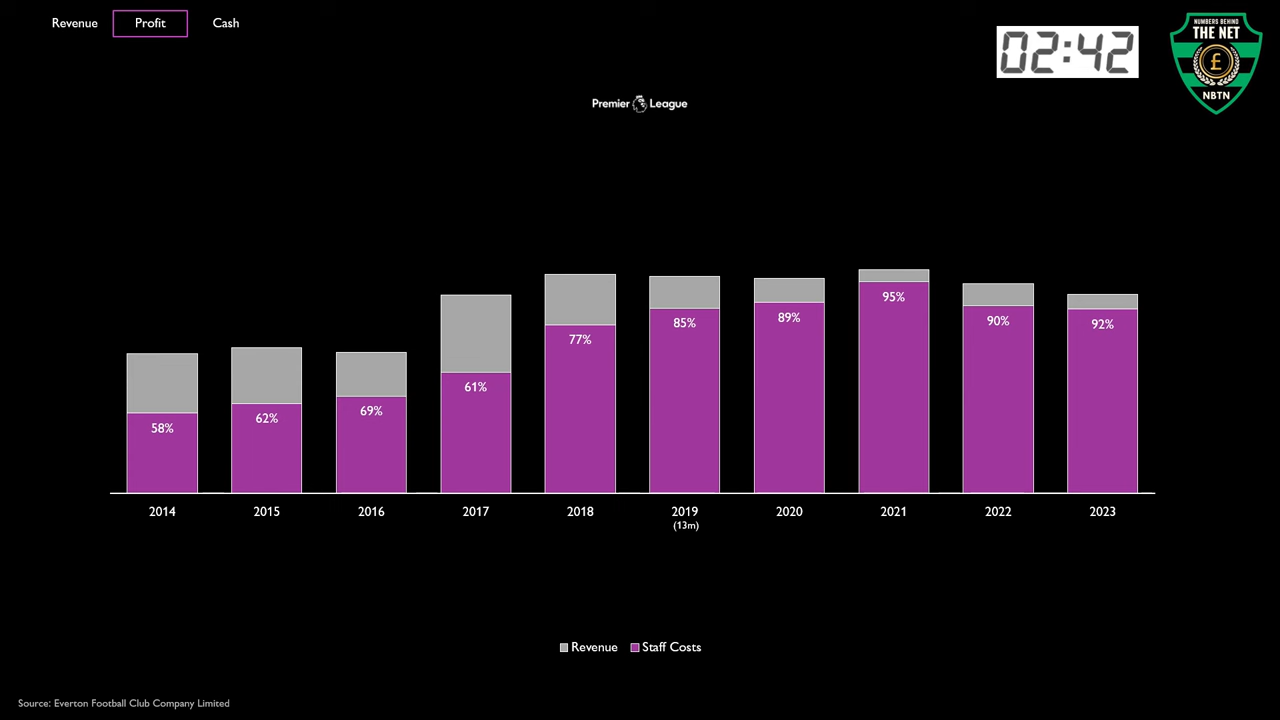 Revenue Profit Cash
02:42
NUMBERS BEHIND
THE NET
£
NBTN
Premier League
58% 62% 69% 61% 77% 85% 89% 95% 90% 92%
2014 2015 2016 2017 2018 2019 2020 2021 2022 2023
(13m)
Revenue Staff Costs
Source: Everton Football Club Company Limited